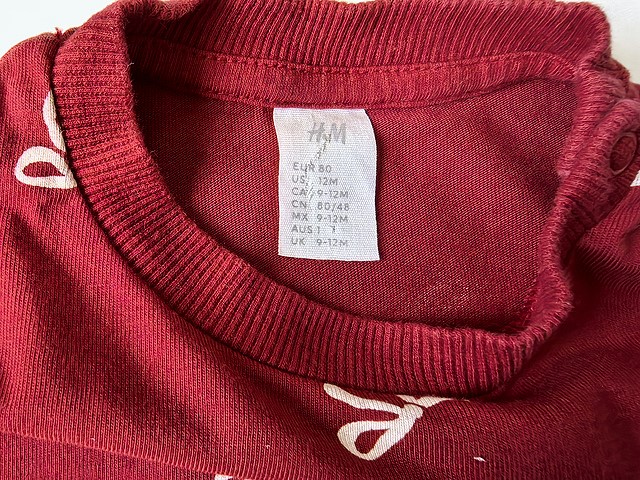 H&M
EUR 80
US 12M
CA 9-12M
CN 80/48
MX 9-12M
AUS 1
UK 9-12M